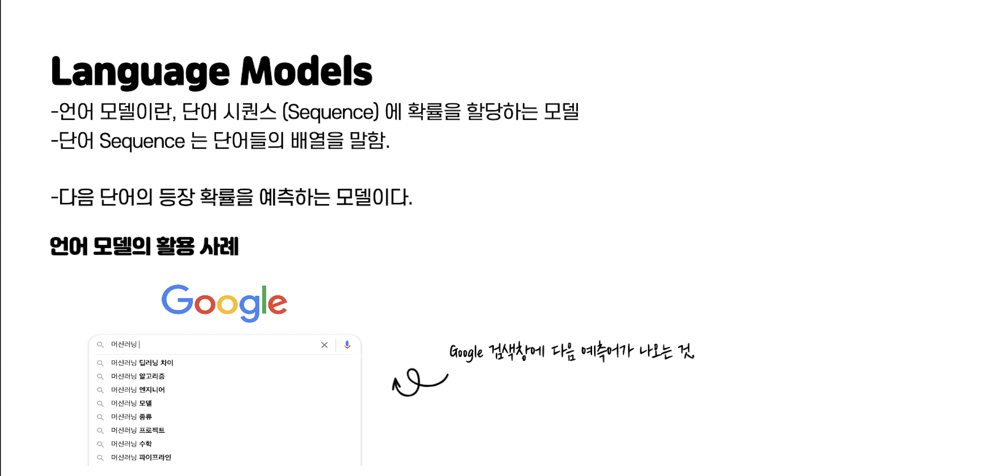 Language Models
-언어 모델이란, 단어 시퀀스 (Sequence) 에 확률을 할당하는 모델
-단어 Sequence 는 단어들의 배열을 말함.
-다음 단어의 등장 확률을 예측하는 모델이다.
언어 모델의 활용 사례
Google
머신러닝
머신러닝 딥러닝 차이
머신러닝 알고리즘
머신러닝 엔지니어
머신러닝 모델
머신러닝 종류
머신러닝 프로젝트
머신러닝 수학
머신러닝 파이프라인
Google 검색창에 다음 예측어가 나오는 것.